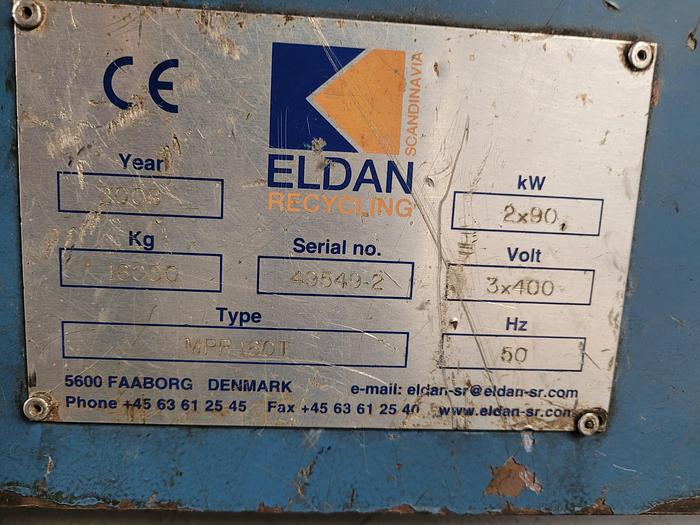 CE
SCANDINAVIA
ELDAN
RECYCLING
Year
kW
2x90
Kg
Serial no.
Volt
49549-2
3x400
Type
Hz
50
5600 FAABORG DENMARK
e-mail: eldan-sr@eldan-sr.com
Phone +45 63 61 25 45 Fax +45 63 61 25 40 www.eldan-sr.com